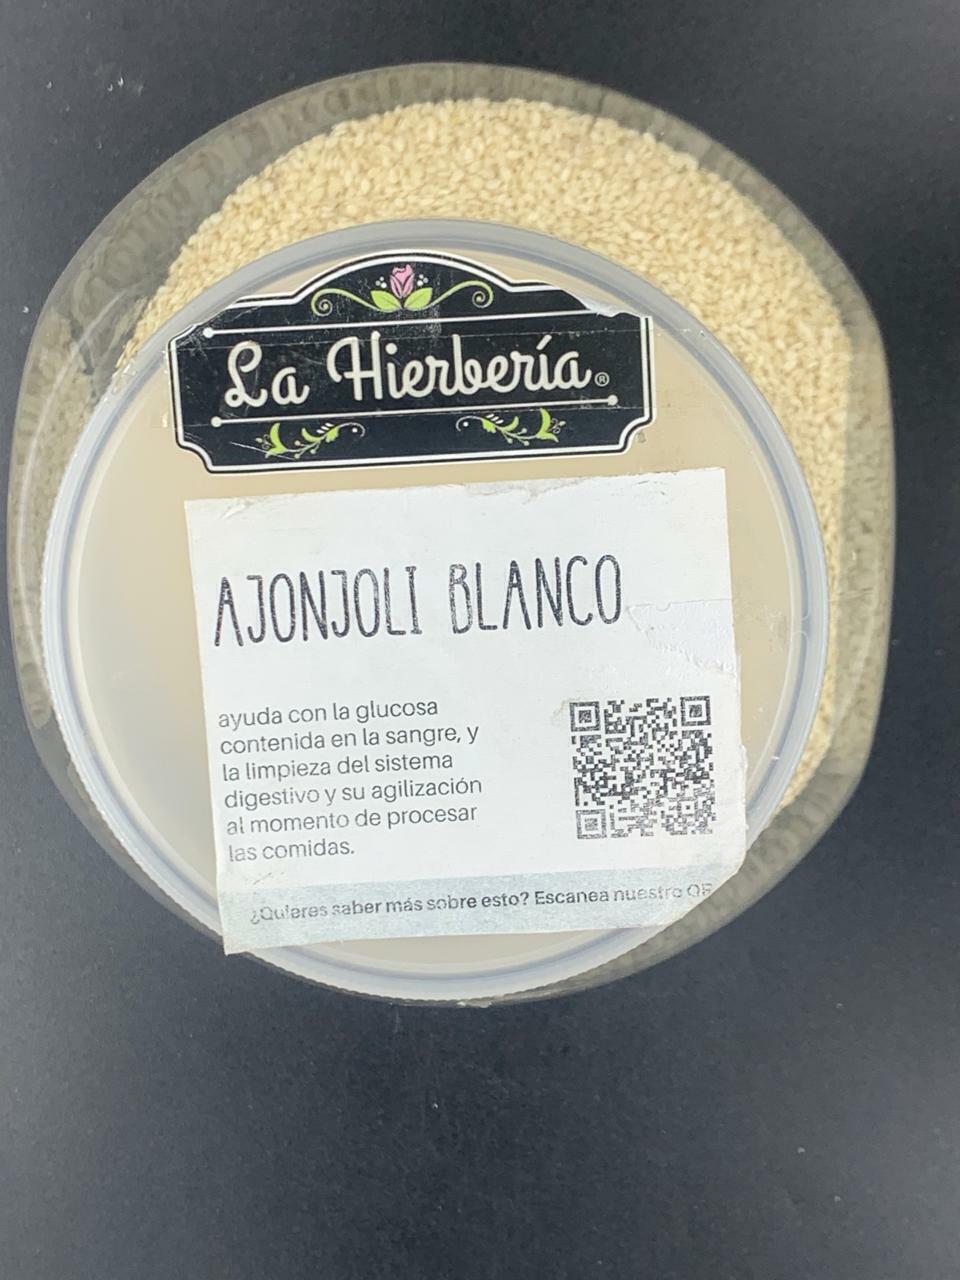 La Hierbería®
AJONJOLI BLANCO
ayuda con la glucosa
contenida en la sangre, y
la limpieza del sistema
digestivo y su agilización
al momento de procesar
las comidas.
¿Quieres saber más sobre esto? Escanea nuestro QR